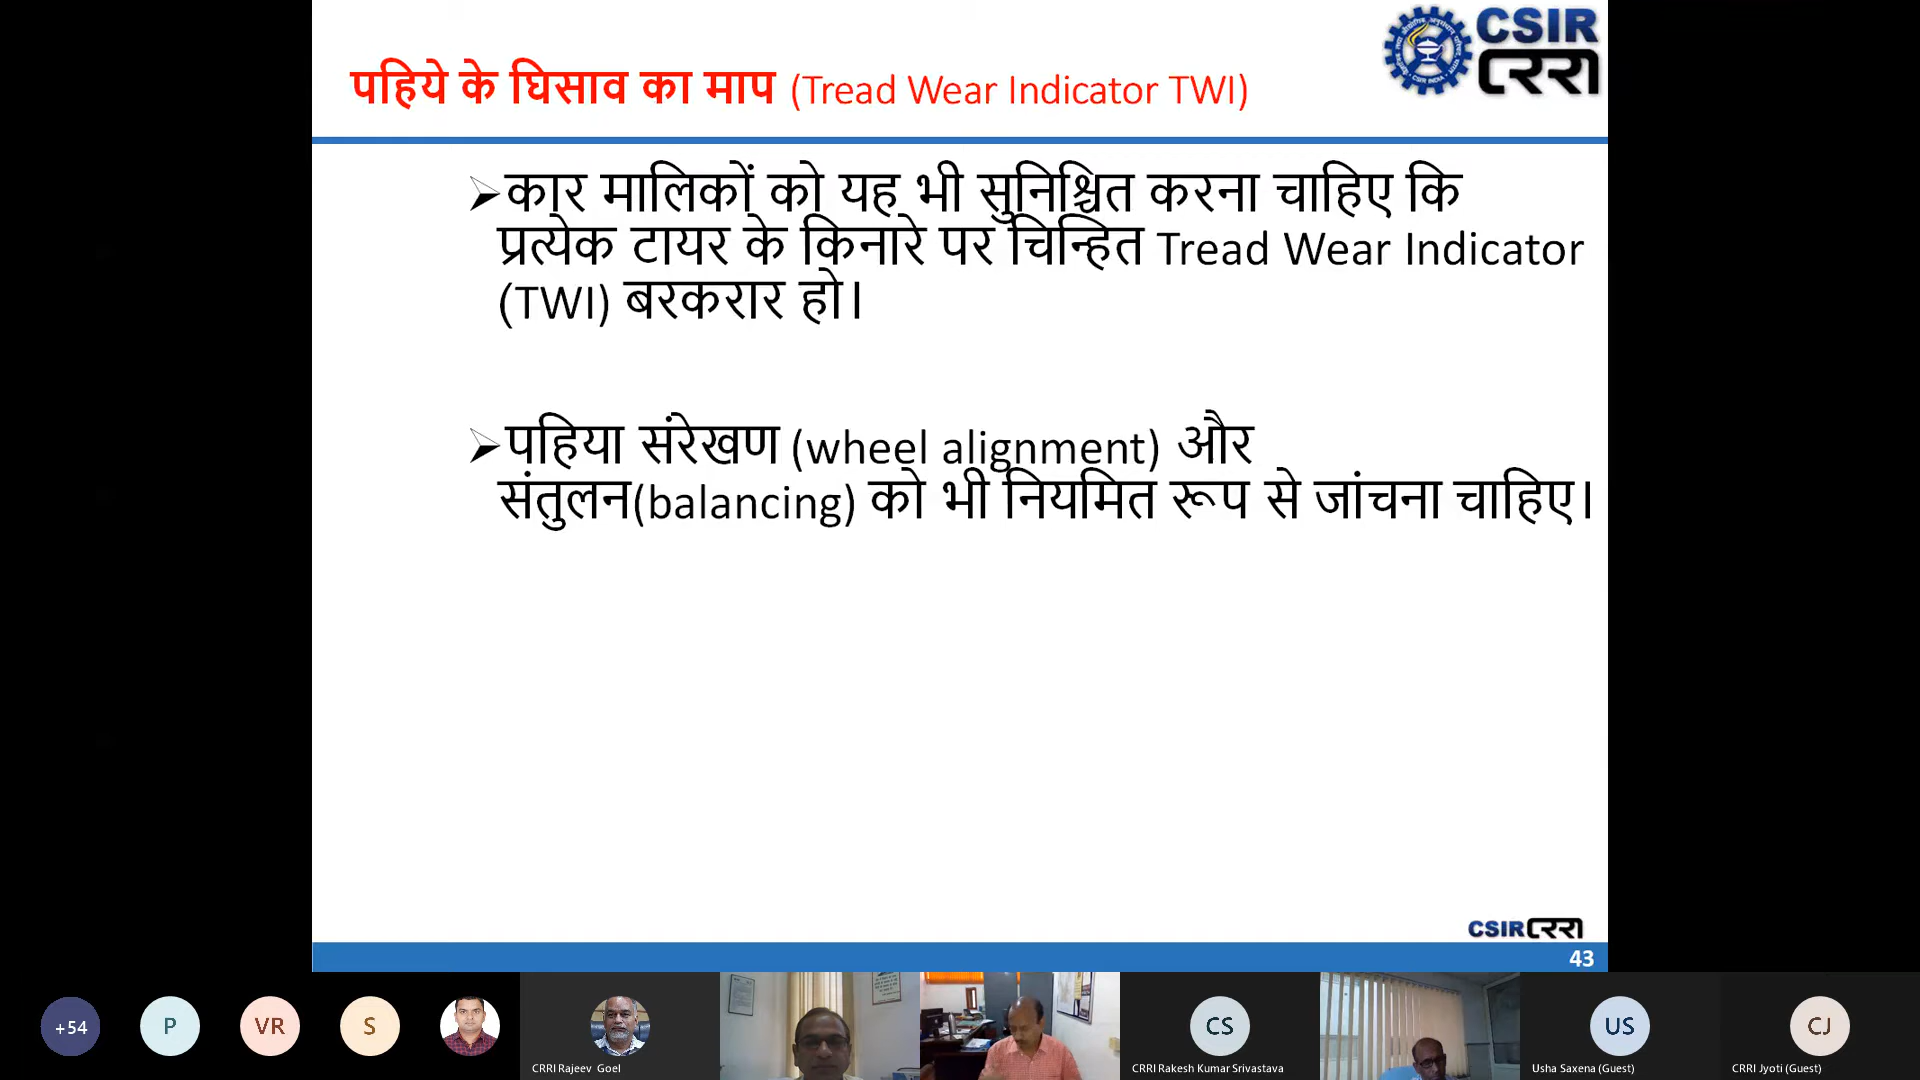 CSIR
CRRI
पहिये के घिसाव का माप (Tread Wear Indicator TWI)
➢कार मालिकों को यह भी सुनिश्चित करना चाहिए कि
प्रत्येक टायर के किनारे पर चिन्हित Tread Wear Indicator
(TWI) बरकरार हो।
➢पहिया संरेखण (wheel alignment) और
संतुलन(balancing) को भी नियमित रूप से जांचना चाहिए।
CSIR CRRI
43
+54
P
VR
S
CS
US
CJ
CRRI Rajeev Goel
CRRI Rakesh Kumar Srivastava
Usha Saxena (Guest)
CRRI Jyoti (Guest)